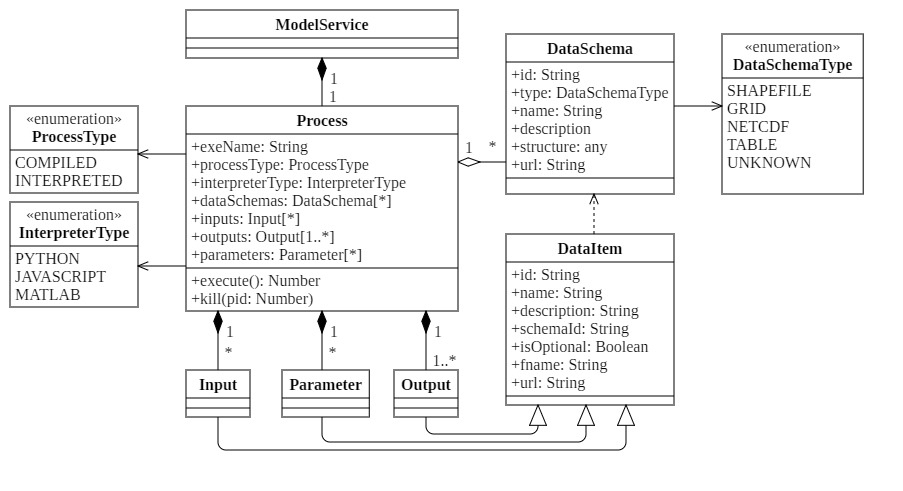 ModelService
1
1
«enumeration»
ProcessType
COMPILED
INTERPRETED
«enumeration»
InterpreterType
PYTHON
JAVASCRIPT
MATLAB
Process
+exeName: String
+processType: ProcessType
+interpreterType: InterpreterType
+dataSchemas: DataSchema[*]
+inputs: Input[*]
+outputs: Output[1..*]
+parameters: Parameter[*]
+execute(): Number
+kill(pid: Number)
1
*
DataSchema
+id: String
+type: DataSchemaType
+name: String
+description
+structure: any
+url: String
«enumeration»
DataSchemaType
SHAPEFILE
GRID
NETCDF
TABLE
UNKNOWN
DataItem
+id: String
+name: String
+description: String
+schemaId: String
+isOptional: Boolean
+fname: String
+url: String
1
*
1
*
1
1..*
Input
Parameter
Output